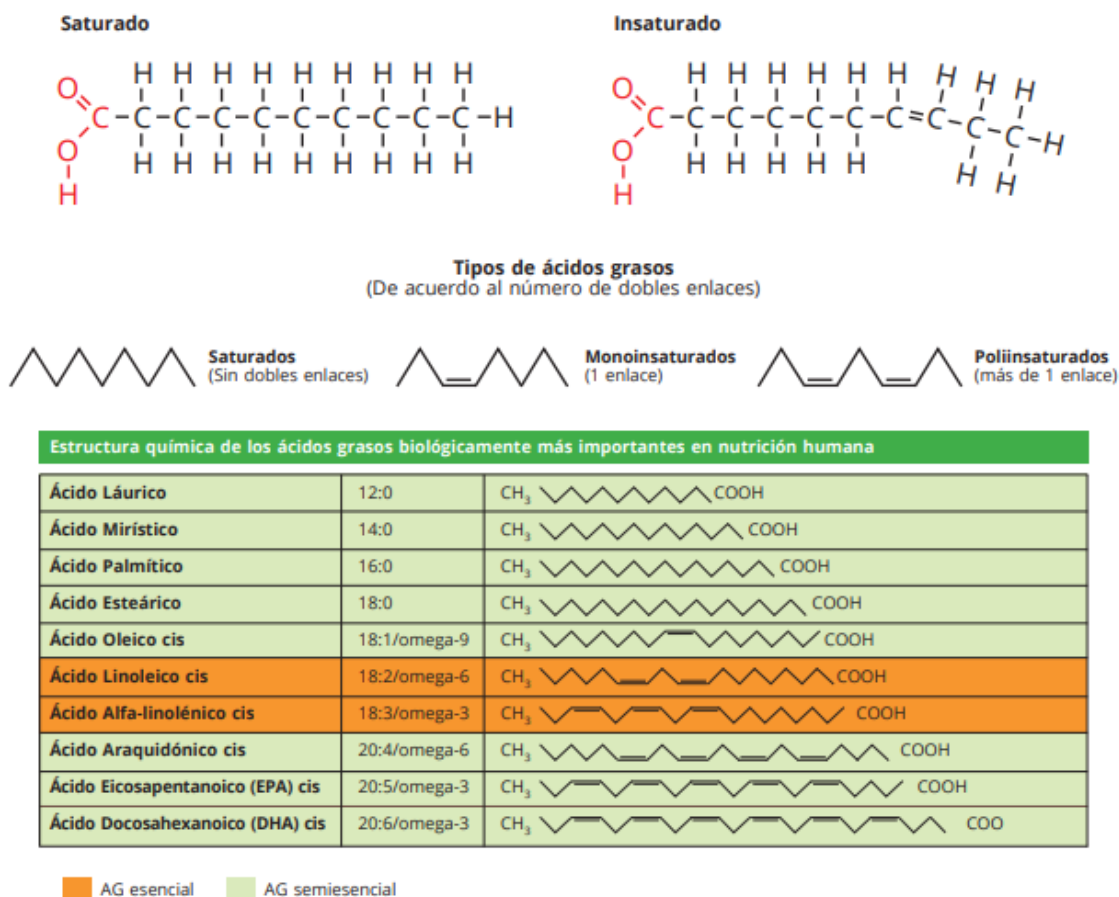 Saturado
Insaturado
H H H H H H H H H
O=C-C-C-C-C-C-C-C-C-C-H
O H H H H H H H H H
H
H H H H H H H H H
O=C-C-C-C-C-C-C=C-C-C-H
O H H H H H H H
H
Tipos de ácidos grasos
(De acuerdo al número de dobles enlaces)
Saturados
(Sin dobles enlaces)
Monoinsaturados
(1 enlace)
Poliinsaturados
(más de 1 enlace)
Estructura química de los ácidos grasos biológicamente más importantes en nutrición humana
Ácido Láurico 12:0 CH₃ COOH
Ácido Mirístico 14:0 CH₃ COOH
Ácido Palmítico 16:0 CH₃ COOH
Ácido Esteárico 18:0 CH₃ COOH
Ácido Oleico cis 18:1/omega-9 CH₃ COOH
Ácido Linoleico cis 18:2/omega-6 CH₃ COOH
Ácido Alfa-linolénico cis 18:3/omega-3 CH₃ COOH
Ácido Araquidónico cis 20:4/omega-6 CH₃ COOH
Ácido Eicosapentanoico (EPA) cis 20:5/omega-3 CH₃ COOH
Ácido Docosahexanoico (DHA) cis 20:6/omega-3 CH₃ COO
AG esencial
AG semiesencial